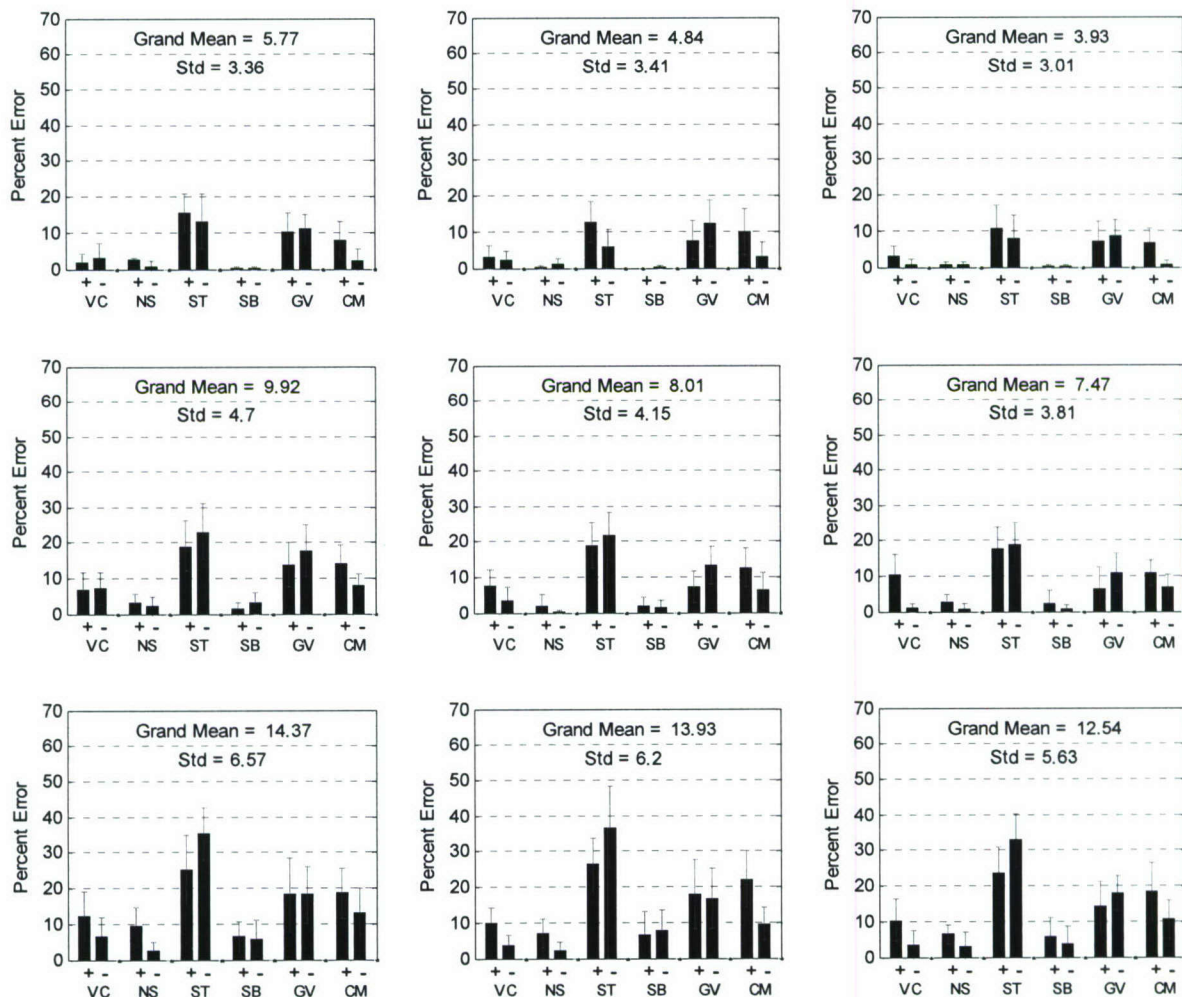 Percent Error
70
60
50
40
30
20
10
0
Grand Mean = 5.77
Std = 3.36
+ - + - + - + - + - + -
VC NS ST SB GV CM
Percent Error
70
60
50
40
30
20
10
0
Grand Mean = 4.84
Std = 3.41
+ - + - + - + - + - + -
VC NS ST SB GV CM
Percent Error
70
60
50
40
30
20
10
0
Grand Mean = 3.93
Std = 3.01
+ - + - + - + - + - + -
VC NS ST SB GV CM
Percent Error
70
60
50
40
30
20
10
0
Grand Mean = 9.92
Std = 4.7
+ - + - + - + - + - + -
VC NS ST SB GV CM
Percent Error
70
60
50
40
30
20
10
0
Grand Mean = 8.01
Std = 4.15
+ - + - + - + - + - + -
VC NS ST SB GV CM
Percent Error
70
60
50
40
30
20
10
0
Grand Mean = 7.47
Std = 3.81
+ - + - + - + - + - + -
VC NS ST SB GV CM
Percent Error
70
60
50
40
30
20
10
0
Grand Mean = 14.37
Std = 6.57
+ - + - + - + - + - + -
VC NS ST SB GV CM
Percent Error
70
60
50
40
30
20
10
0
Grand Mean = 13.93
Std = 6.2
+ - + - + - + - + - + -
VC NS ST SB GV CM
Percent Error
70
60
50
40
30
20
10
0
Grand Mean = 12.54
Std = 5.63
+ - + - + - + - + - + -
VC NS ST SB GV CM